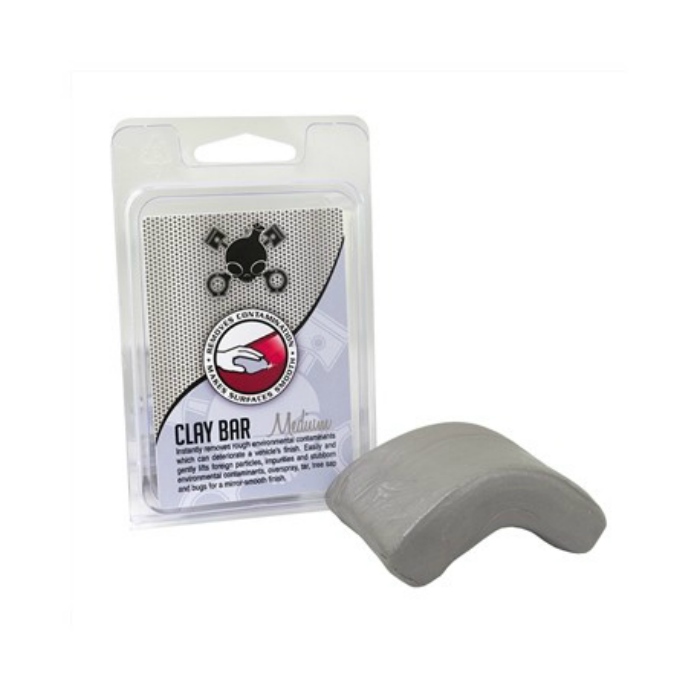 • REMOVES CONTAMINATION •
MAKES SURFACES SMOOTH
CLAY BAR Medium
Instantly removes rough environmental contaminants
which can deteriorate a vehicle's finish. Easily and
gently lifts foreign particles, impurities and stubborn
environmental contaminants, overspray, tar, tree sap
and bugs for a mirror-smooth finish.